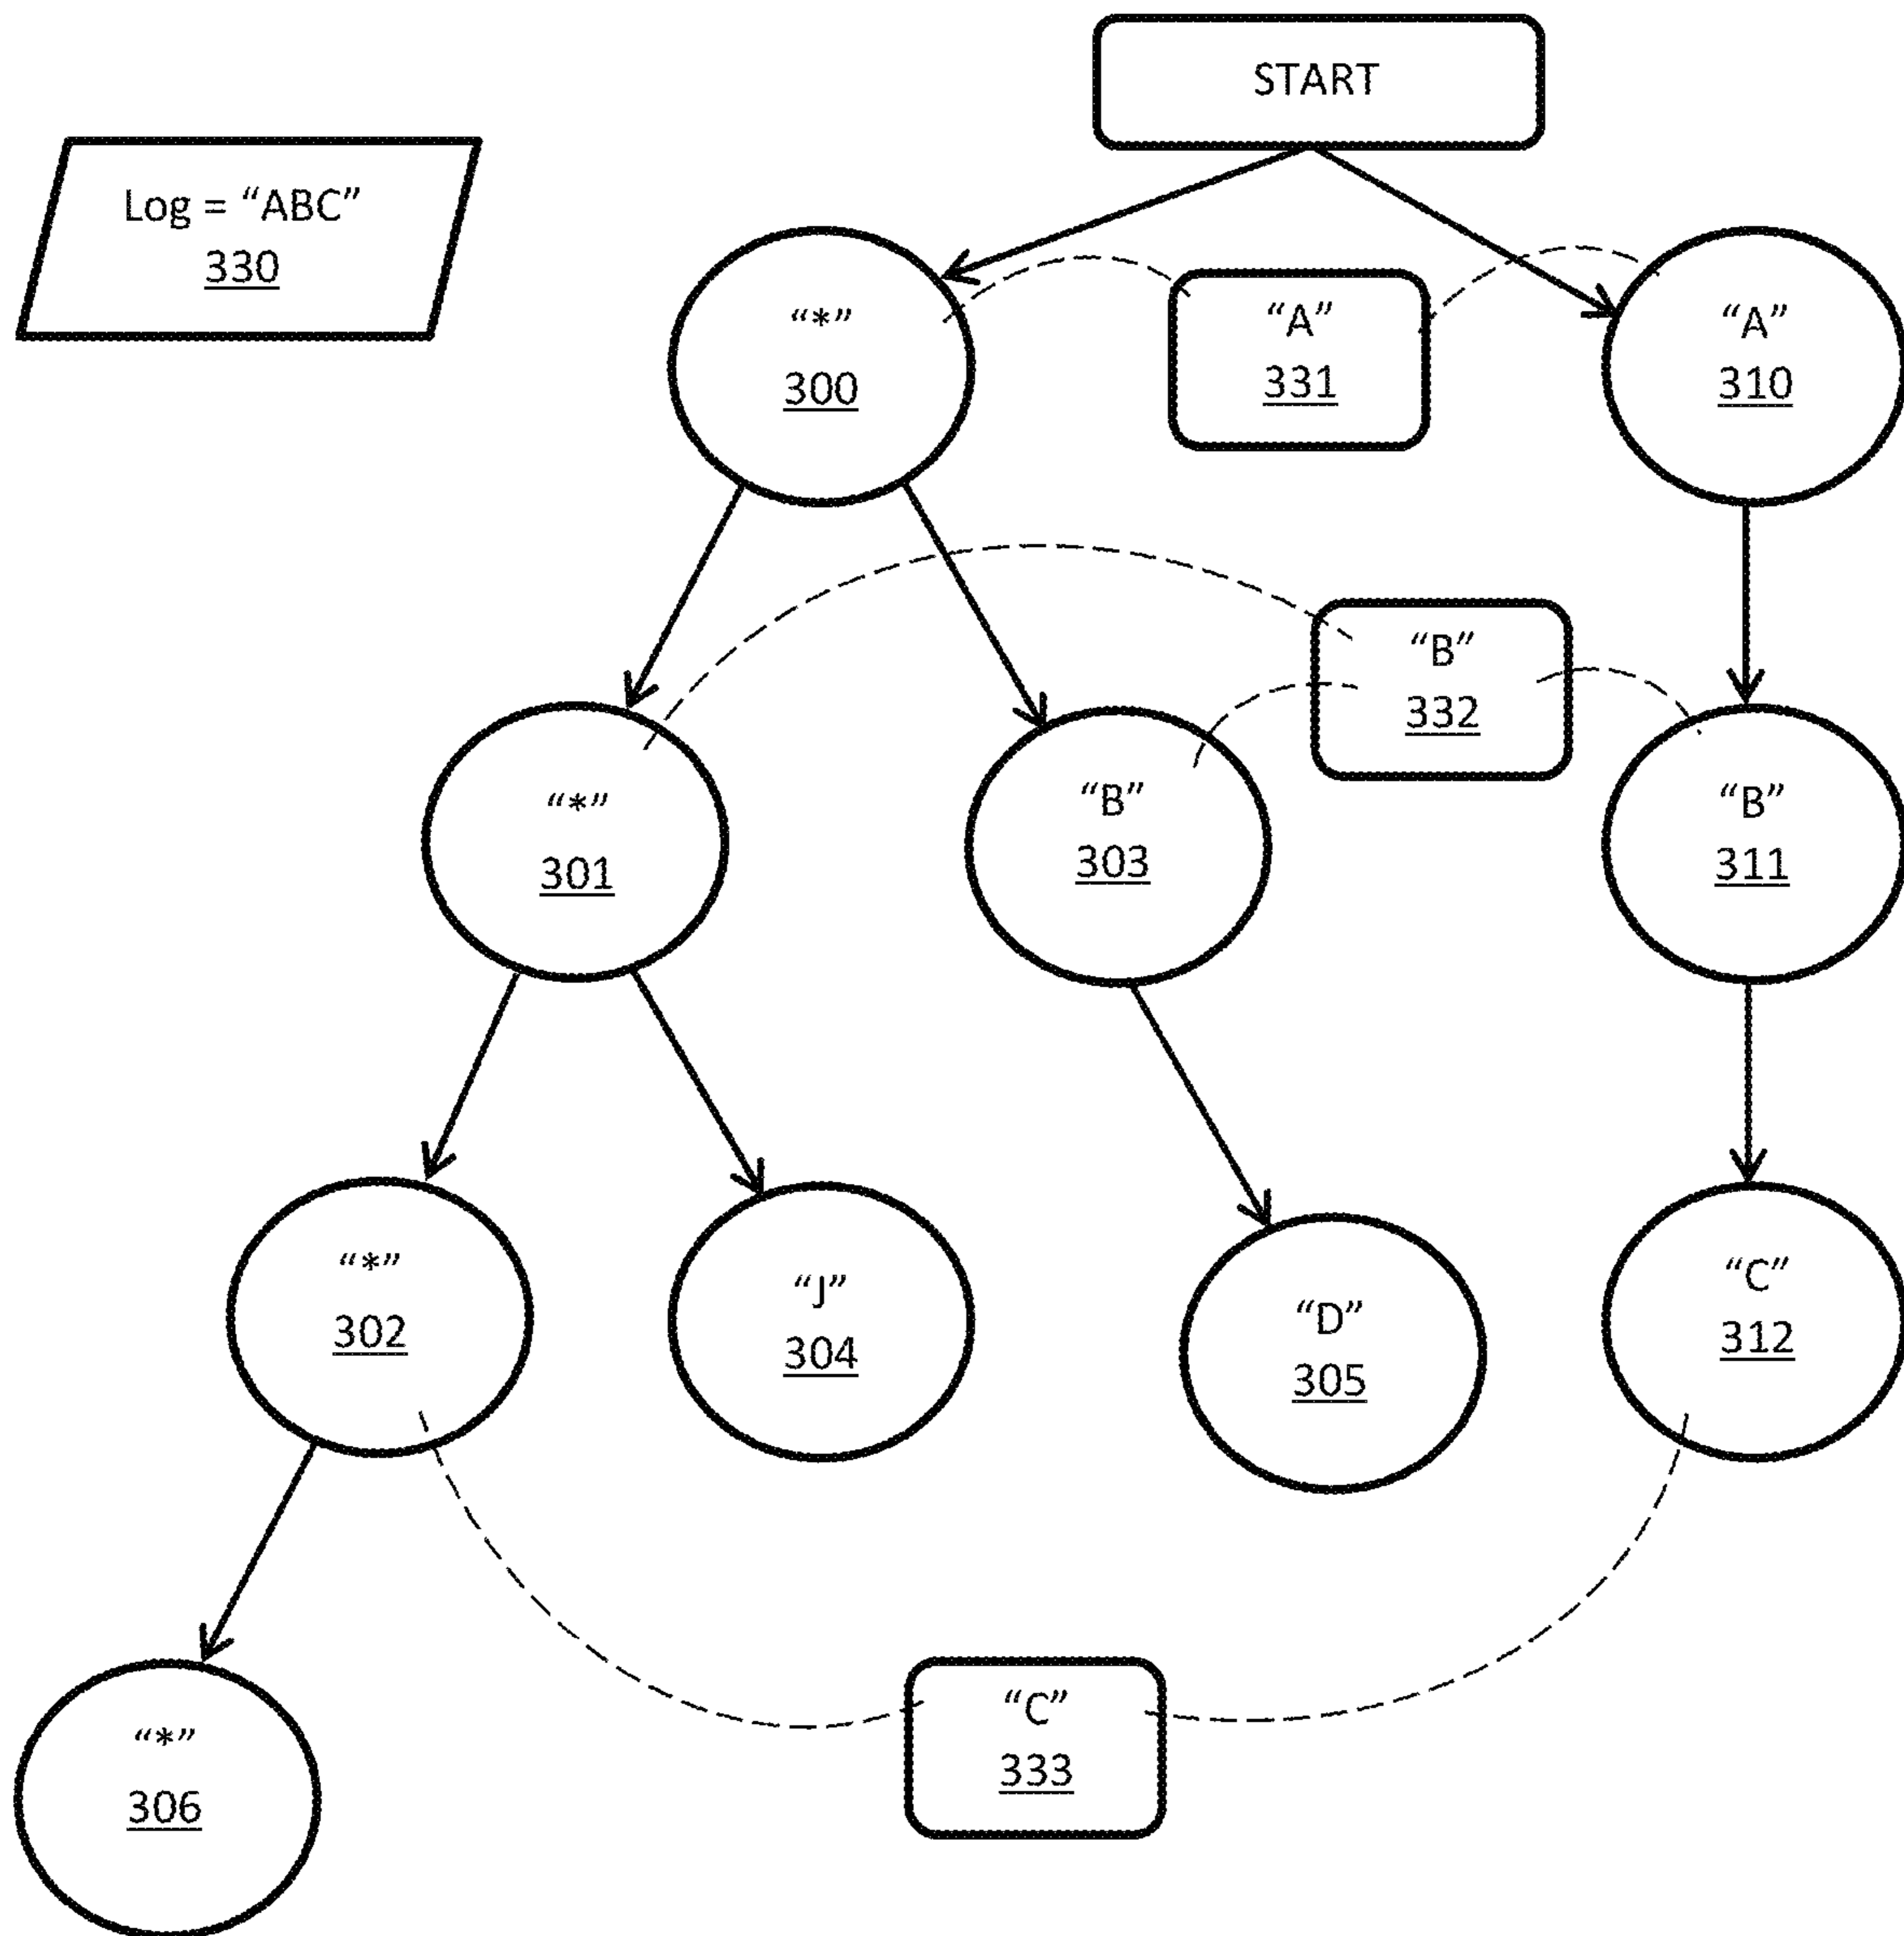 START
Log = “ABC”
330
“*”
300
“A”
331
“A”
310
“B”
332
“*”
301
“B”
303
“B”
311
“*”
302
“J”
304
“D”
305
“C”
312
“C”
333
“*”
306